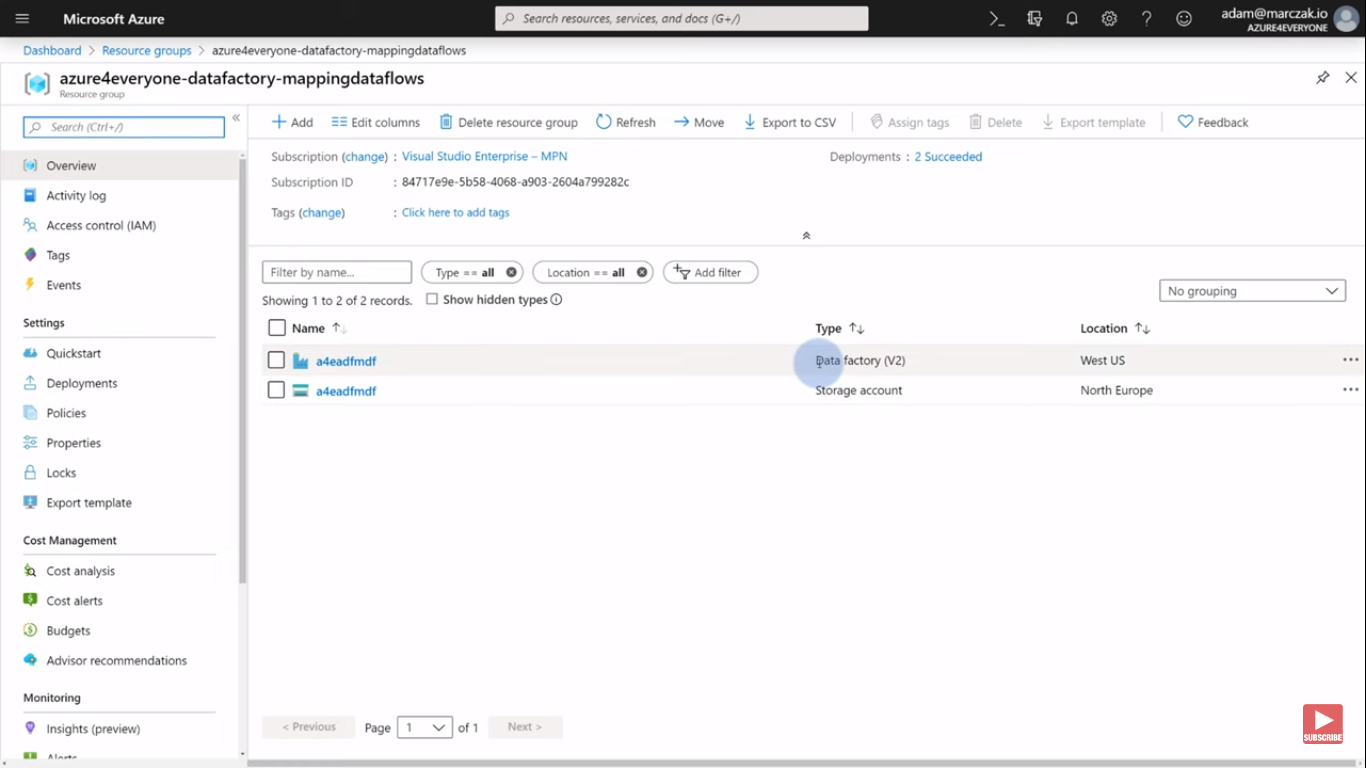 Microsoft Azure
Search resources, services, and docs (G+/)
adam@marczak.io
AZURE4EVERYONE
Dashboard > Resource groups > azure4everyone-datafactory-mappingdataflows
azure4everyone-datafactory-mappingdataflows
Resource group
Search (Ctrl+/)
Overview
Activity log
Access control (IAM)
Tags
Events
Settings
Quickstart
Deployments
Policies
Properties
Locks
Export template
Cost Management
Cost analysis
Cost alerts
Budgets
Advisor recommendations
Monitoring
Insights (preview)
Alerts
Add Edit columns Delete resource group Refresh Move Export to CSV Assign tags Delete Export template Feedback
Subscription (change) : Visual Studio Enterprise – MPN Deployments : 2 Succeeded
Subscription ID : 84717e9e-5b58-4068-a903-2604a799282c
Tags (change) : Click here to add tags
Filter by name... Type == all Location == all Add filter
Showing 1 to 2 of 2 records. Show hidden types No grouping
Name Type Location
a4eadfmdf Data factory (V2) West US
a4eadfmdf Storage account North Europe
< Previous Page 1 of 1 Next >
SUBSCRIBE